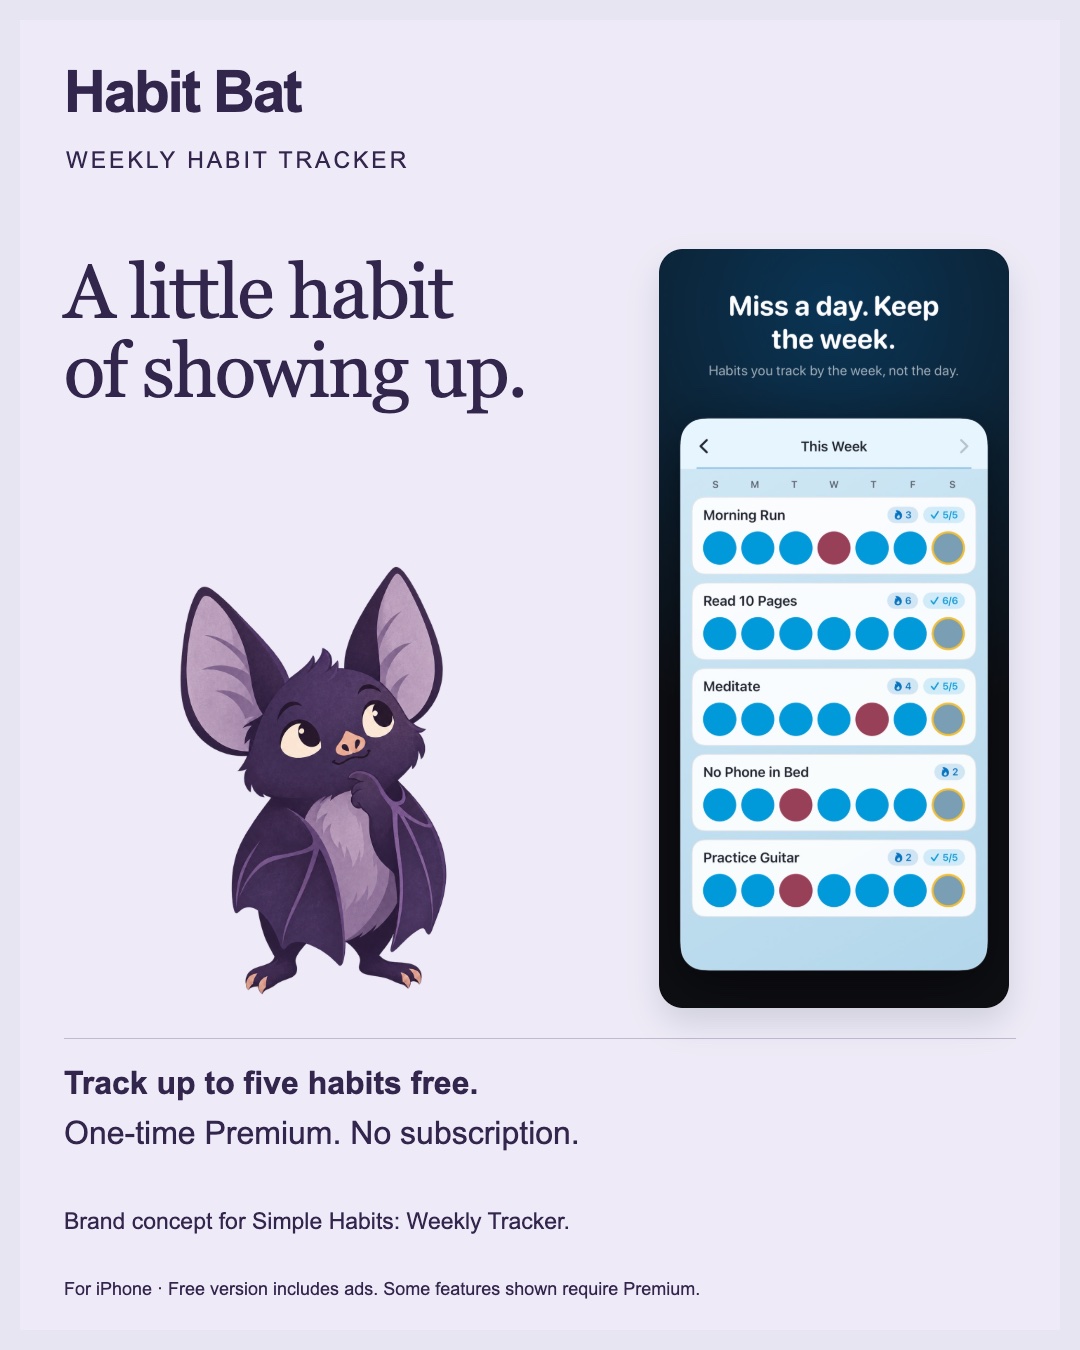 Habit Bat
WEEKLY HABIT TRACKER
A little habit
of showing up.
Miss a day. Keep
the week.
Habits you track by the week, not the day.
This Week
S M T W T F S
Morning Run 3 5/5
Read 10 Pages 6 6/6
Meditate 4 5/5
No Phone in Bed 2
Practice Guitar 2 5/5
Track up to five habits free.
One-time Premium. No subscription.
Brand concept for Simple Habits: Weekly Tracker.
For iPhone · Free version includes ads. Some features shown require Premium.